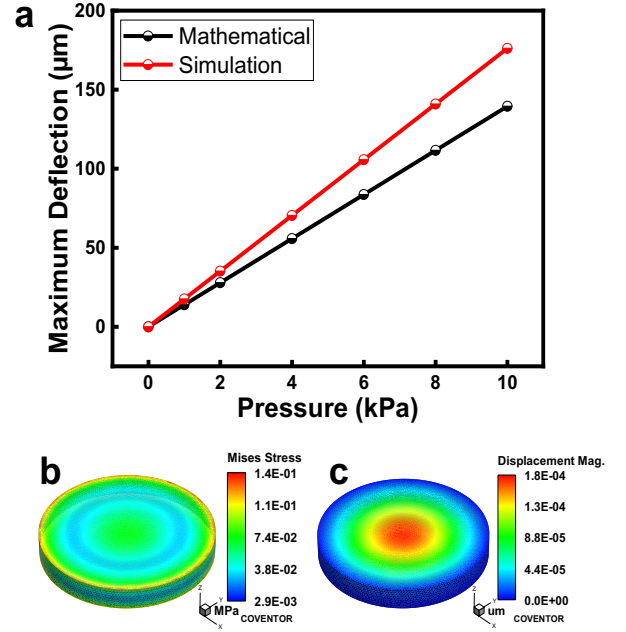 a
200
150
100
50
0
Maximum Deflection (µm)
Mathematical
Simulation
0 2 4 6 8 10
Pressure (kPa)
b
Mises Stress
1.4E-01
1.1E-01
7.4E-02
3.8E-02
2.9E-03
Z
Y
X
MPa
COVENTOR
c
Displacement Mag.
1.8E-04
1.3E-04
8.8E-05
4.4E-05
0.0E+00
Z
Y
X
um
COVENTOR